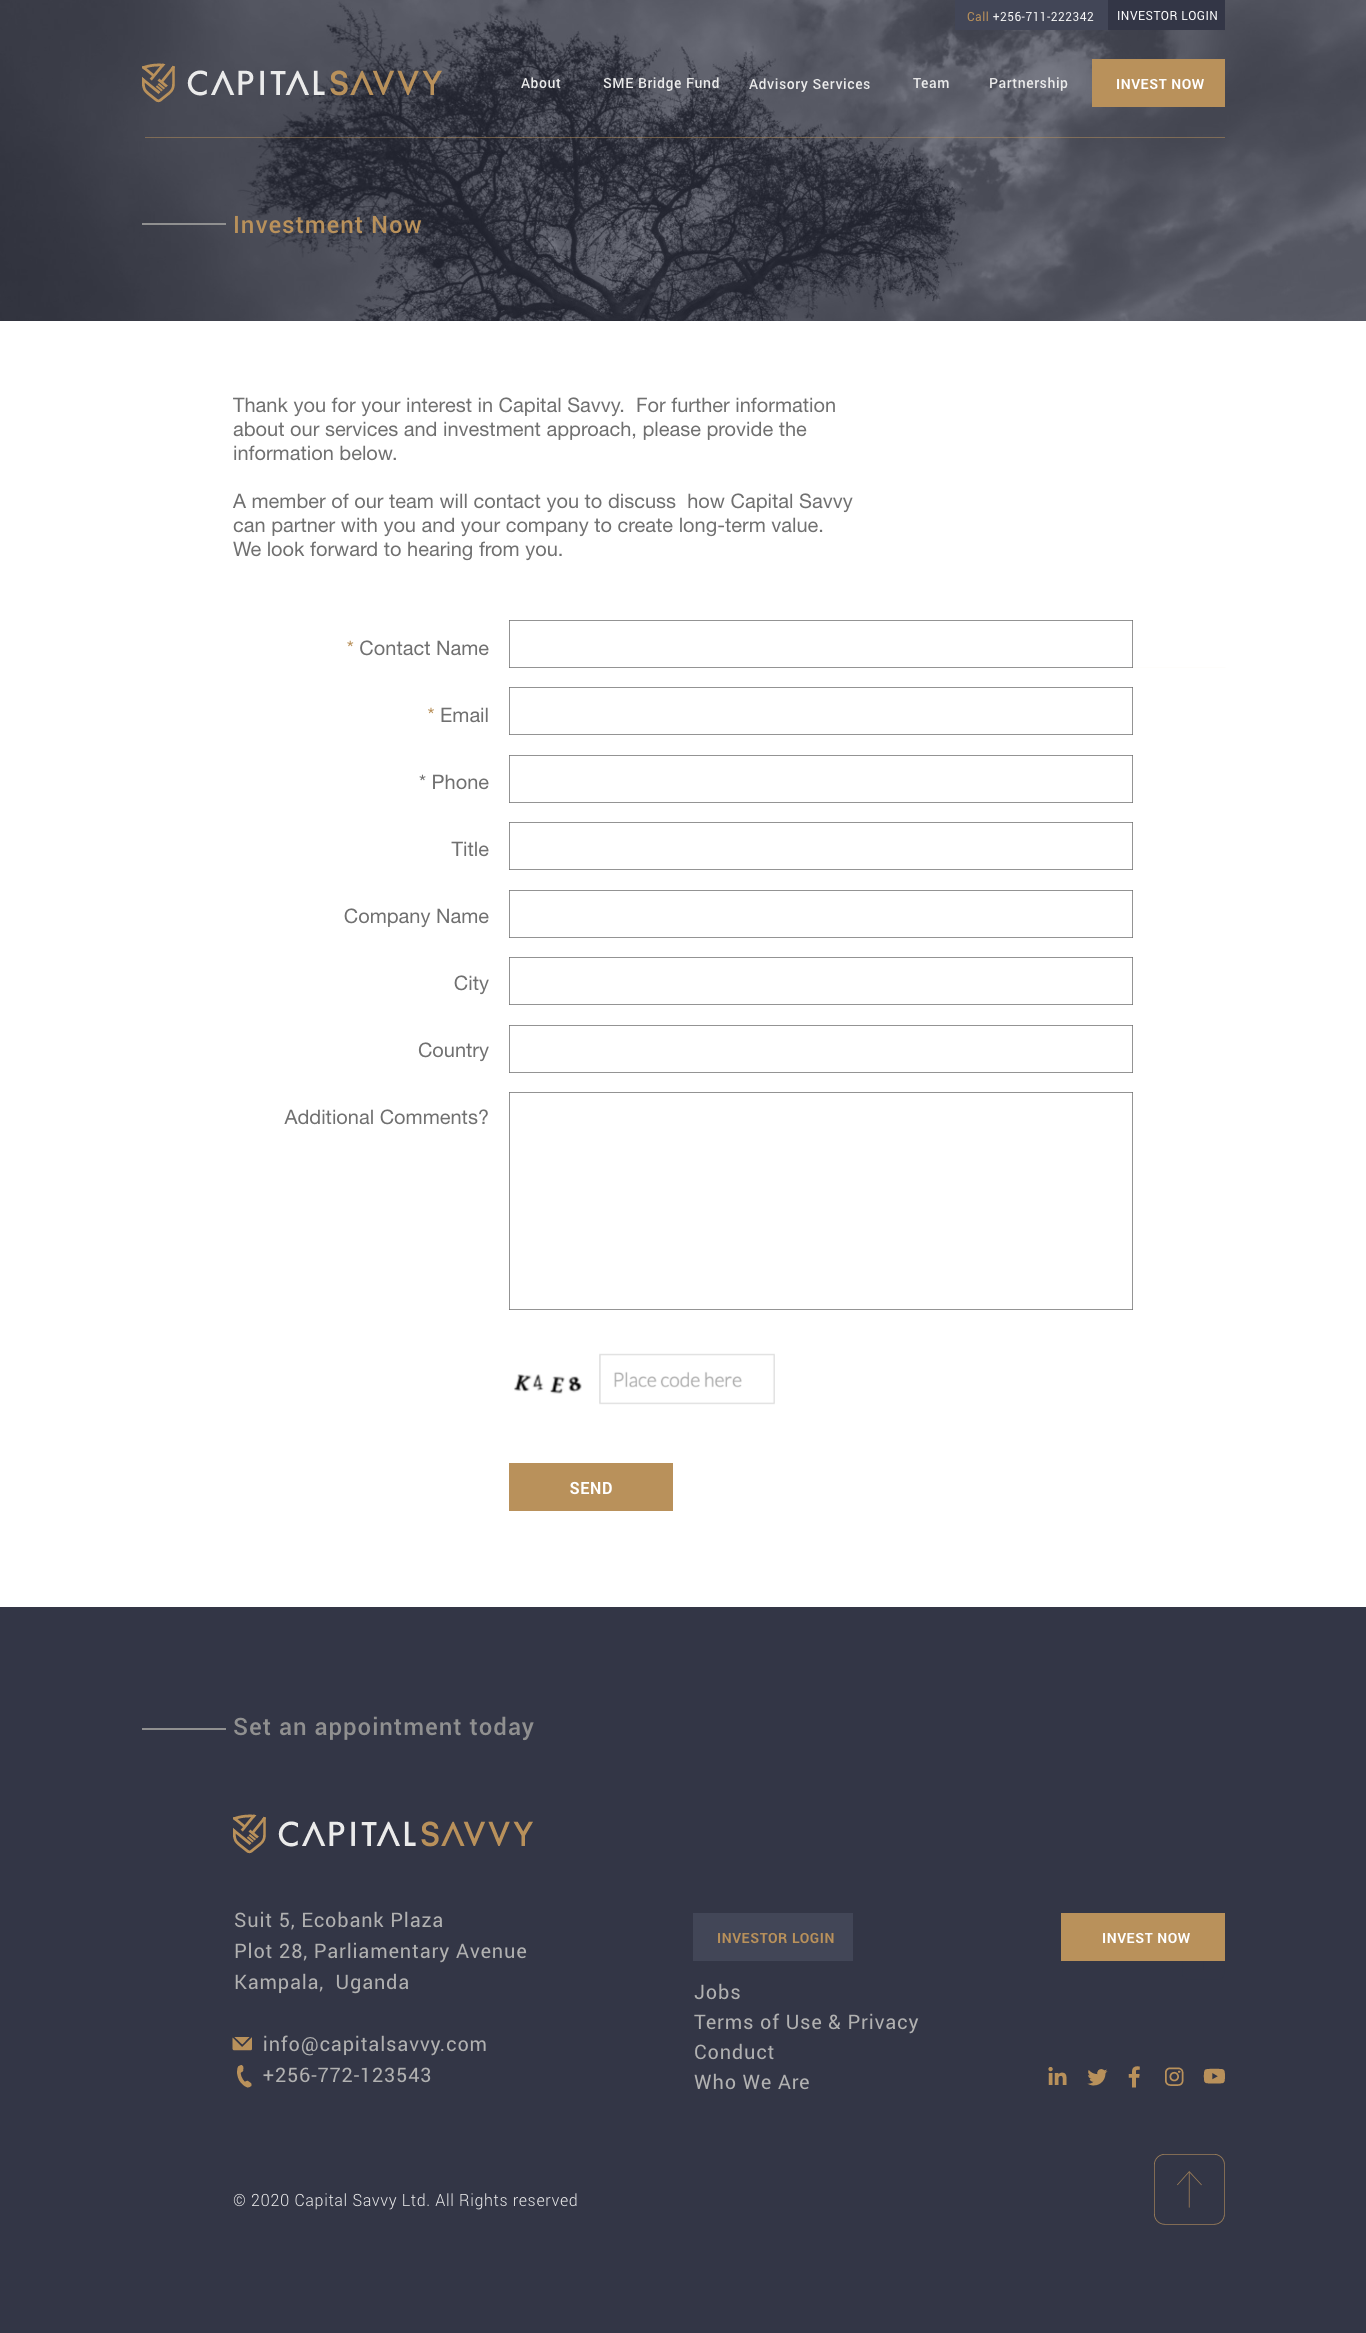 Call +256-711-222342
INVESTOR LOGIN
CAPITALSAVVY
About
SME Bridge Fund
Advisory Services
Team
Partnership
INVEST NOW
Investment Now
Thank you for your interest in Capital Savvy.  For further information
about our services and investment approach, please provide the
information below.
A member of our team will contact you to discuss  how Capital Savvy
can partner with you and your company to create long-term value.
We look forward to hearing from you.
* Contact Name
* Email
* Phone
Title
Company Name
City
Country
Additional Comments?
K4E8
Place code here
SEND
Set an appointment today
CAPITALSAVVY
Suit 5, Ecobank Plaza
Plot 28, Parliamentary Avenue
Kampala,  Uganda
info@capitalsavvy.com
+256-772-123543
INVESTOR LOGIN
Jobs
Terms of Use & Privacy
Conduct
Who We Are
INVEST NOW
© 2020 Capital Savvy Ltd. All Rights reserved